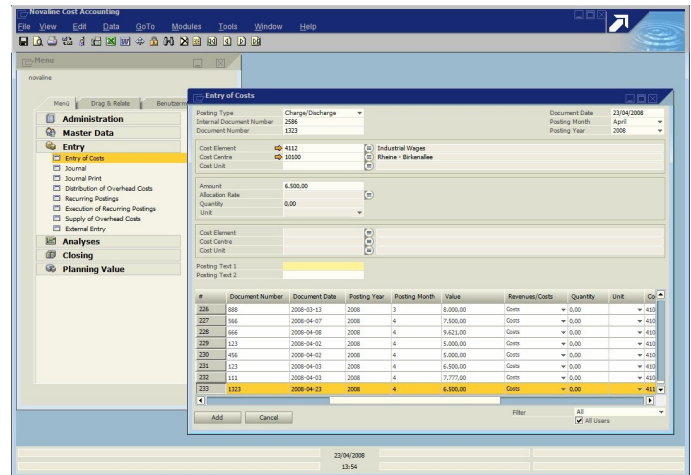 Novaline Cost Accounting
File View Edit Data GoTo Modules Tools Window Help
Menu
novaline
Menü Drag & Relate
Administration
Master Data
Entry
Entry of Costs
Journal
Journal Print
Distribution of Overhead Costs
Recurring Postings
Execution of Recurring Postings
Supply of Overhead Costs
External Entry
Analyses
Closing
Planning Value
Entry of Costs
Posting Type Charge/Discharge Document Date 23/04/2008
Internal Document Number 2586 Posting Month April
Document Number 1323 Posting Year 2008
Cost Element 4112 Industrial Wages
Cost Centre 10100 Rheine - Birkenallee
Cost Unit
Amount 6.500,00
Allocation Rate
Quantity 0,00
Unit
Cost Element
Cost Centre
Cost Unit
Posting Text 1
Posting Text 2
# Document Number Document Date Posting Year Posting Month Value Revenues/Costs Quantity Unit Co
226 888 2008-03-13 2008 3 8.000,00 Costs 0,00 410
227 566 2008-04-07 2008 4 7.500,00 Costs 0,00 410
228 666 2008-04-08 2008 4 9.621,00 Costs 0,00 410
229 123 2008-04-02 2008 4 5.000,00 Costs 0,00 410
230 456 2008-04-02 2008 4 5.000,00 Costs 0,00 410
231 123 2008-04-03 2008 4 6.500,00 Costs 0,00 410
232 111 2008-04-03 2008 4 7.777,00 Costs 0,00 410
233 1323 2008-04-23 2008 4 6.500,00 Costs 0,00 411
Add Cancel Filter All
All Users
23/04/2008
13:54